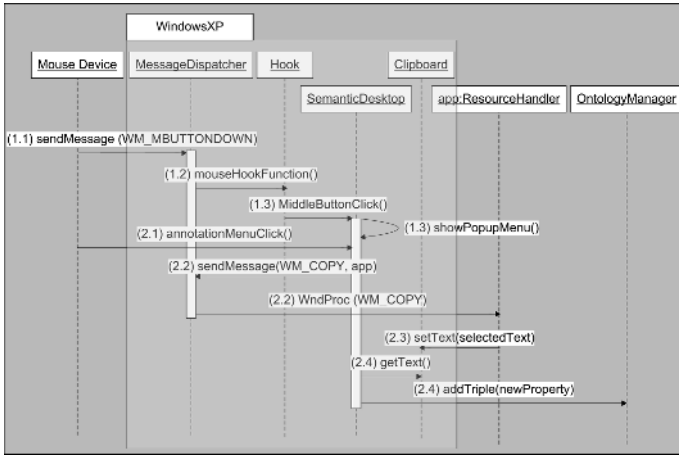 WindowsXP
Mouse Device MessageDispatcher Hook Clipboard
SemanticDesktop app:ResourceHandler OntologyManager
(1.1) sendMessage (WM_MBUTTONDOWN)
(1.2) mouseHookFunction()
(1.3) MiddleButtonClick()
(1.3) showPopupMenu()
(2.1) annotationMenuClick()
(2.2) sendMessage(WM_COPY, app)
(2.2) WndProc (WM_COPY)
(2.3) setText(selectedText)
(2.4) getText()
(2.4) addTriple(newProperty)